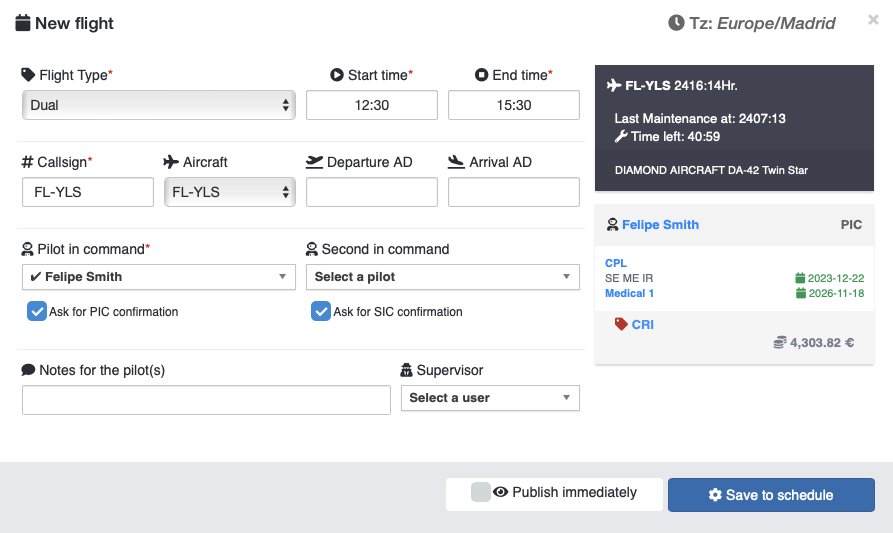 New flight
Tz: Europe/Madrid ×
Flight Type*
Start time*
End time*
Dual
12:30
15:30
# Callsign*
Aircraft
Departure AD
Arrival AD
FL-YLS
FL-YLS
Pilot in command*
Second in command
✔ Felipe Smith
Select a pilot
Ask for PIC confirmation
Ask for SIC confirmation
Notes for the pilot(s)
Supervisor
Select a user
FL-YLS 2416:14Hr.
Last Maintenance at: 2407:13
Time left: 40:59
DIAMOND AIRCRAFT DA-42 Twin Star
Felipe Smith PIC
CPL
SE ME IR 2023-12-22
Medical 1 2026-11-18
CRI
4,303.82 €
Publish immediately
Save to schedule